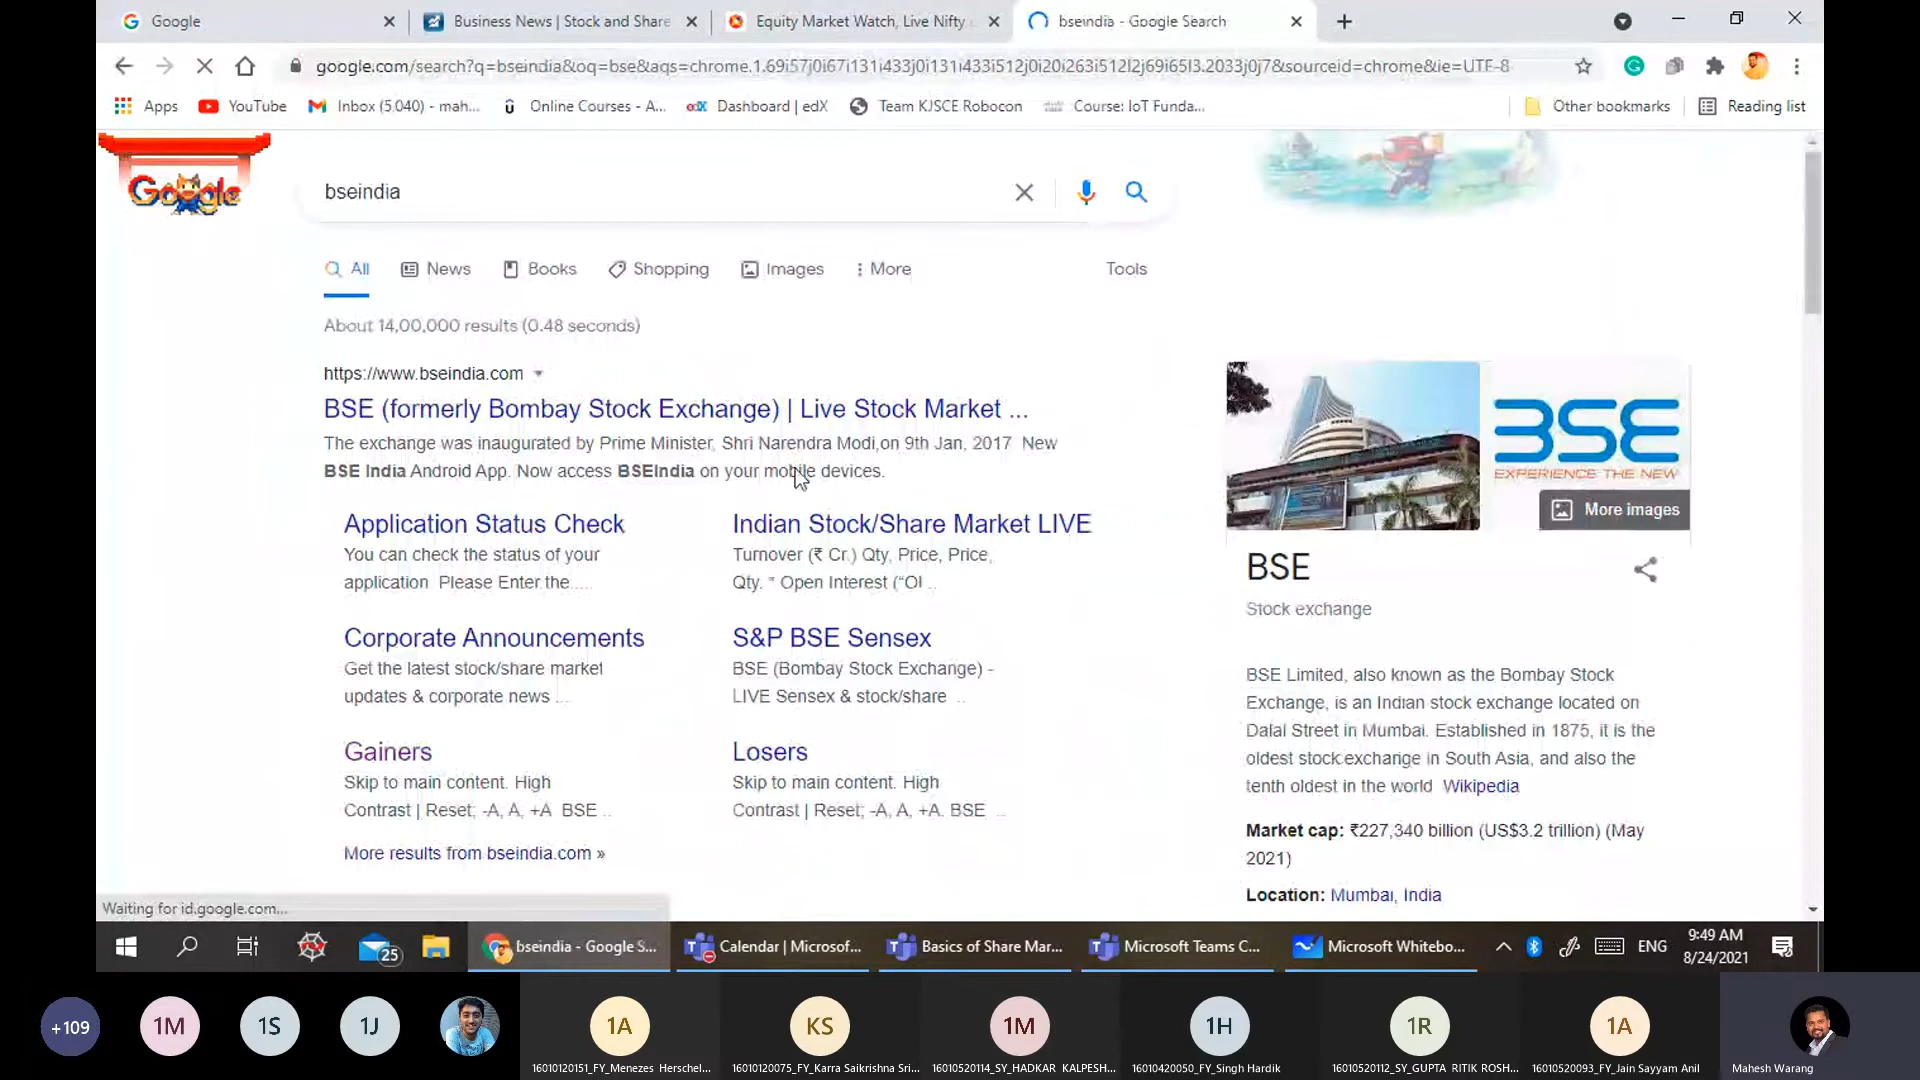 Google
Business News | Stock and Share
Equity Market Watch, Live Nifty
bseindia - Google Search
google.com/search?q=bseindia&oq=bse&aqs=chrome.1.69i57j0i67i131i433j0i131i433i512j0i20i263i512l2j69i65l3.2033j0j7&sourceid=chrome&ie=UTF-8
Apps
YouTube
Inbox (5,040) - mah...
Online Courses - A...
edX Dashboard | edX
Team KJSCE Robocon
Course: IoT Funda...
Other bookmarks
Reading list
Google
bseindia
All
News
Books
Shopping
Images
More
Tools
About 14,00,000 results (0.48 seconds)
https://www.bseindia.com
BSE (formerly Bombay Stock Exchange) | Live Stock Market ...
The exchange was inaugurated by Prime Minister, Shri Narendra Modi,on 9th Jan, 2017 New
BSE India Android App. Now access BSEIndia on your mobile devices.
Application Status Check
You can check the status of your
application Please Enter the....
Indian Stock/Share Market LIVE
Turnover (₹ Cr.) Qty, Price, Price,
Qty. * Open Interest ("OI ..
Corporate Announcements
Get the latest stock/share market
updates & corporate news ...
S&P BSE Sensex
BSE (Bombay Stock Exchange) -
LIVE Sensex & stock/share ..
Gainers
Skip to main content. High
Contrast | Reset; -A, A, +A BSE ..
Losers
Skip to main content. High
Contrast | Reset; -A, A, +A. BSE ...
More results from bseindia.com »
BSE
EXPERIENCE THE NEW
More images
BSE
Stock exchange
BSE Limited, also known as the Bombay Stock
Exchange, is an Indian stock exchange located on
Dalal Street in Mumbai. Established in 1875, it is the
oldest stock exchange in South Asia, and also the
tenth oldest in the world Wikipedia
Market cap: ₹227,340 billion (US$3.2 trillion) (May
2021)
Location: Mumbai, India
Waiting for id.google.com...
25
bseindia - Google S...
Calendar | Microsof...
Basics of Share Mar...
Microsoft Teams C...
Microsoft Whitebo...
ENG
9:49 AM
8/24/2021
+109
1M
1S
1J
1A
KS
1M
1H
1R
1A
16010120151_FY_Menezes Herschel...
16010120075_FY_Karra Saikrishna Sri...
16010520114_SY_HADKAR KALPESH...
16010420050_FY_Singh Hardik
16010520112_SY_GUPTA RITIK ROSH...
16010520093_FY_Jain Sayyam Anil
Mahesh Warang